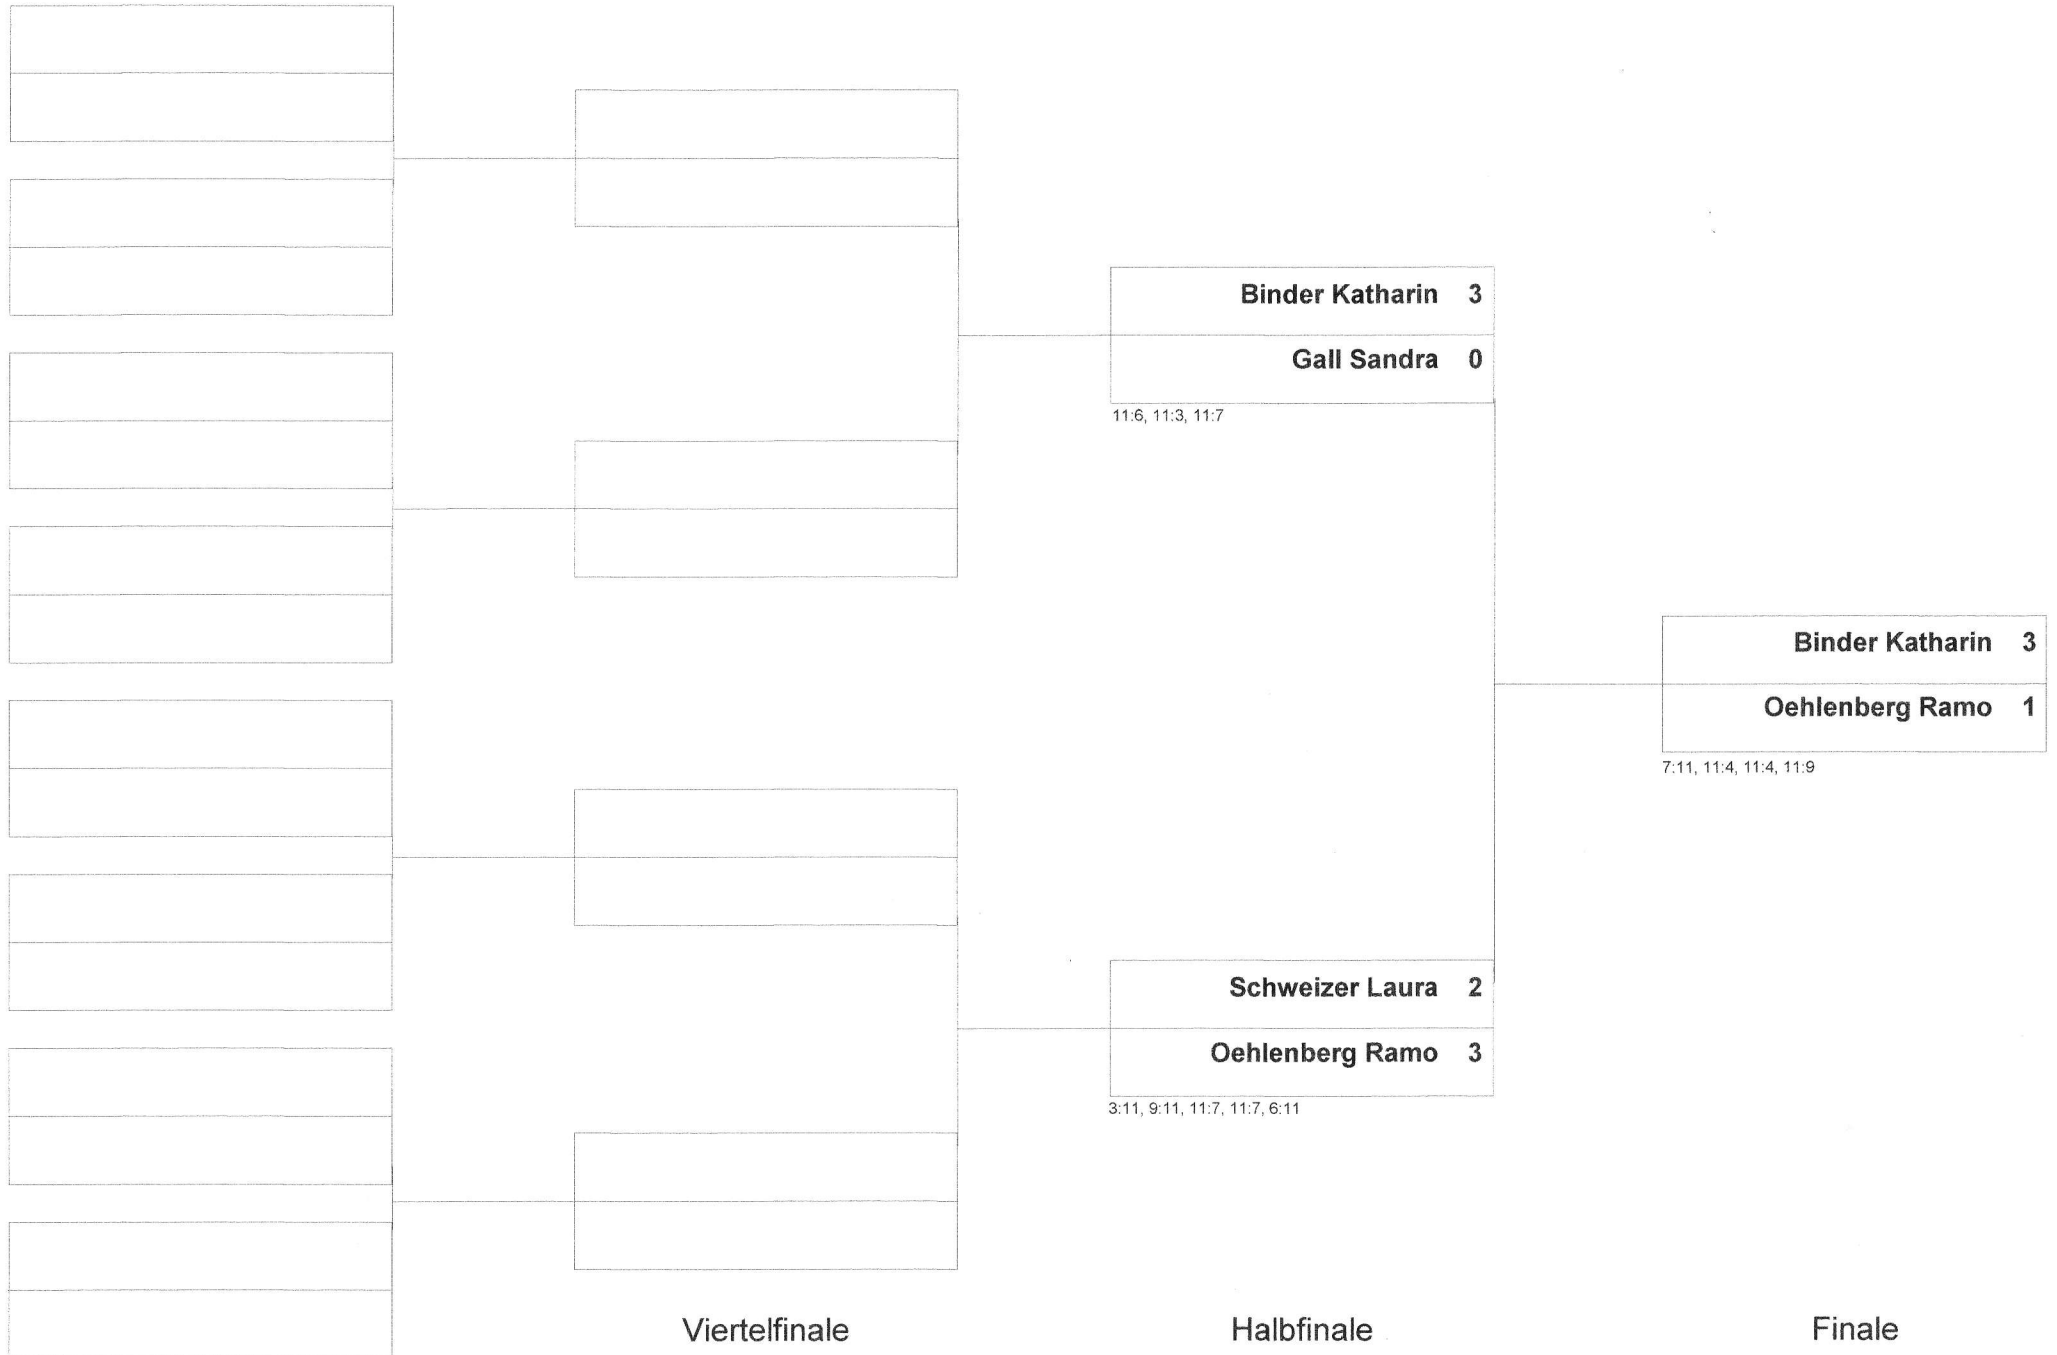 Binder Katharin 3
Gall Sandra 0
11:6, 11:3, 11:7
Schweizer Laura 2
Oehlenberg Ramo 3
3:11, 9:11, 11:7, 11:7, 6:11
Binder Katharin 3
Oehlenberg Ramo 1
7:11, 11:4, 11:4, 11:9
Viertelfinale
Halbfinale
Finale